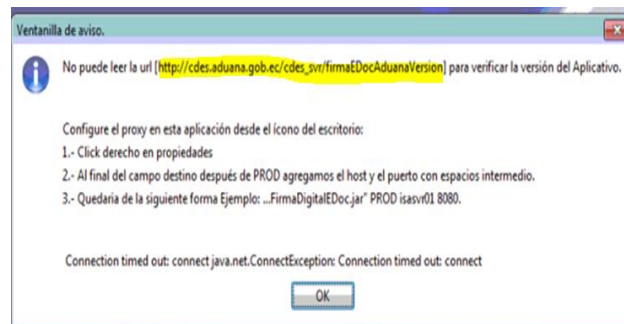 Ventanilla de aviso.
No puede leer la url [http://cdes.aduana.gob.ec/cdes_svr/firmaEDocAduanaVersion] para verificar la versión del Aplicativo.
Configure el proxy en esta aplicación desde el ícono del escritorio:
1.- Click derecho en propiedades
2.- Al final del campo destino después de PROD agregamos el host y el puerto con espacios intermedio.
3.- Quedaria de la siguiente forma Ejemplo: ...FirmaDigitalEDoc.jar" PROD isasvr01 8080.
Connection timed out: connect java.net.ConnectException: Connection timed out: connect
OK